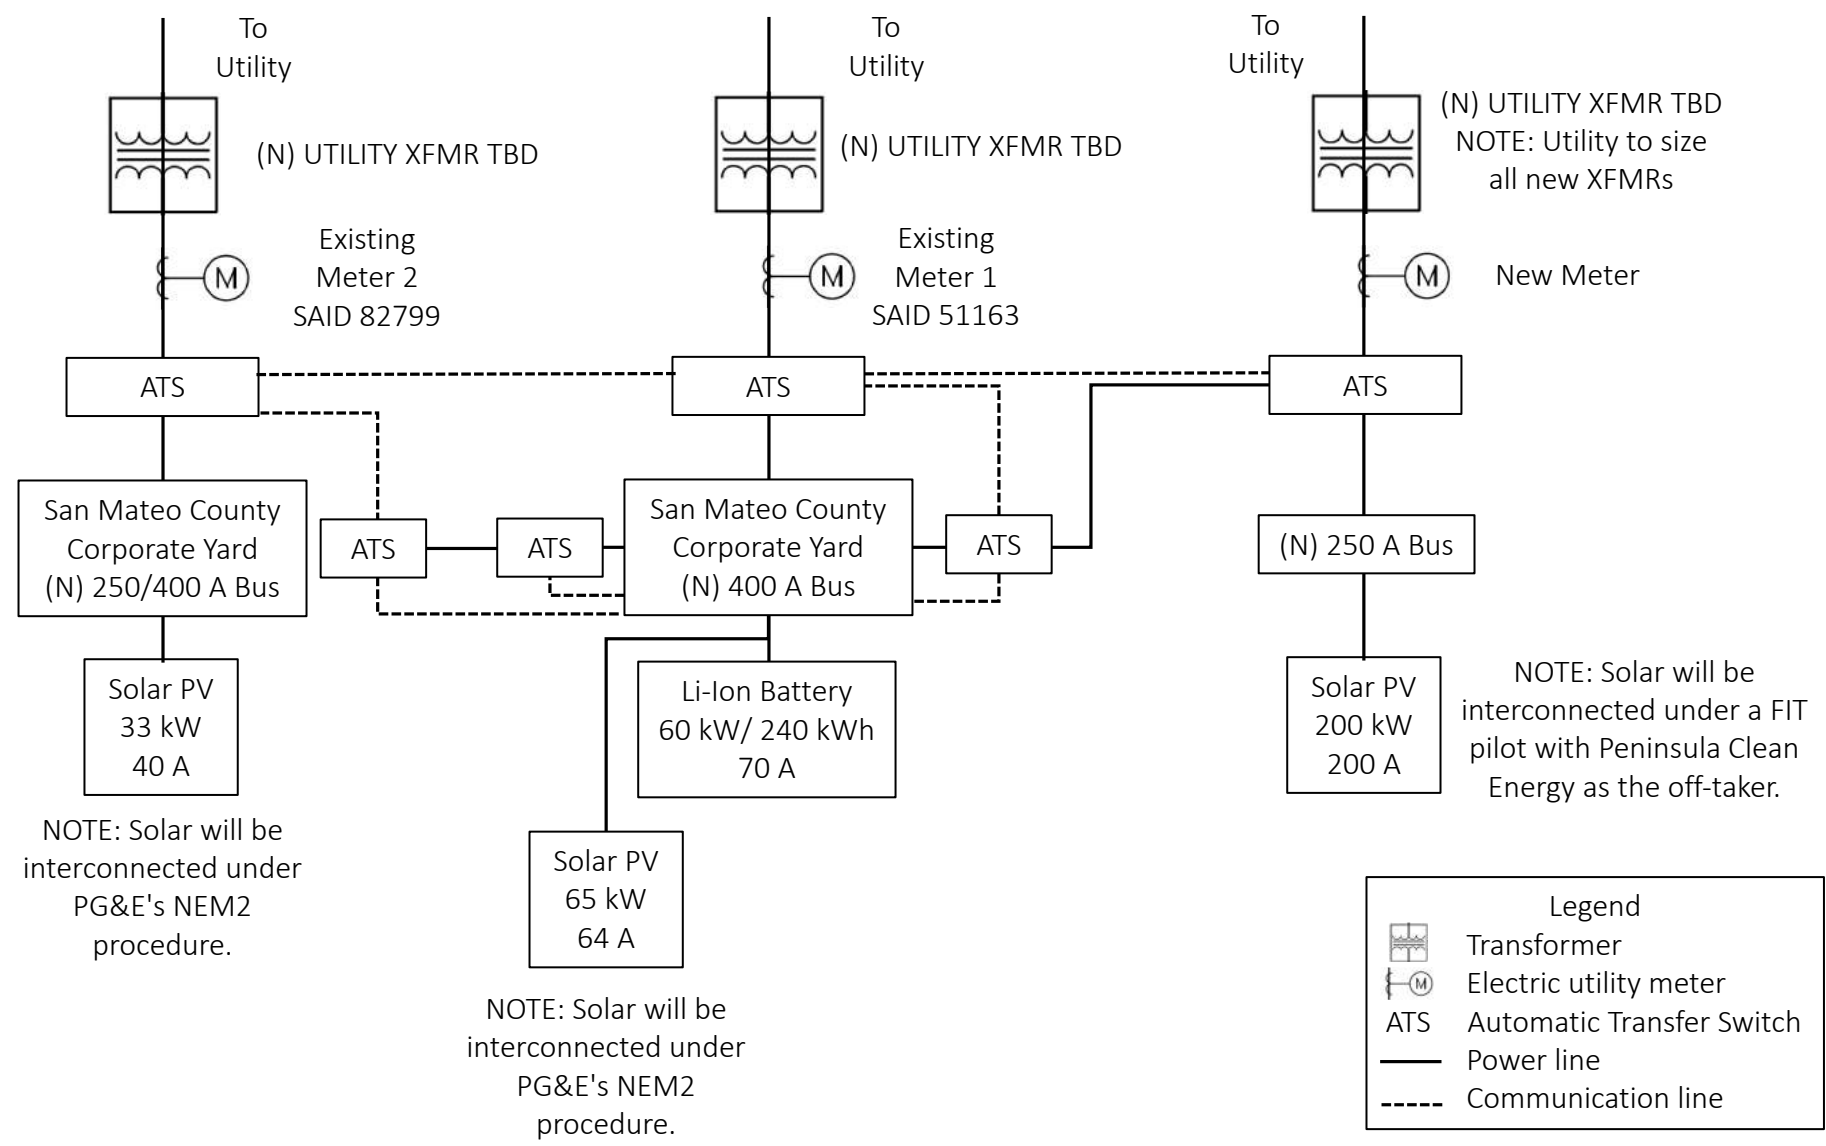 To
Utility
To
Utility
To
Utility
(N) UTILITY XFMR TBD
(N) UTILITY XFMR TBD
(N) UTILITY XFMR TBD
NOTE: Utility to size
all new XFMRs
Existing
Meter 2
SAID 82799
M
Existing
Meter 1
SAID 51163
M
New Meter
M
ATS
ATS
ATS
San Mateo County
Corporate Yard
(N) 250/400 A Bus
ATS
ATS
San Mateo County
Corporate Yard
(N) 400 A Bus
ATS
(N) 250 A Bus
Solar PV
33 kW
40 A
NOTE: Solar will be
interconnected under
PG&E's NEM2
procedure.
Li-Ion Battery
60 kW/ 240 kWh
70 A
Solar PV
65 kW
64 A
NOTE: Solar will be
interconnected under
PG&E's NEM2
procedure.
Solar PV
200 kW
200 A
NOTE: Solar will be
interconnected under a FIT
pilot with Peninsula Clean
Energy as the off-taker.
Legend
Transformer
M Electric utility meter
ATS Automatic Transfer Switch
Power line
Communication line